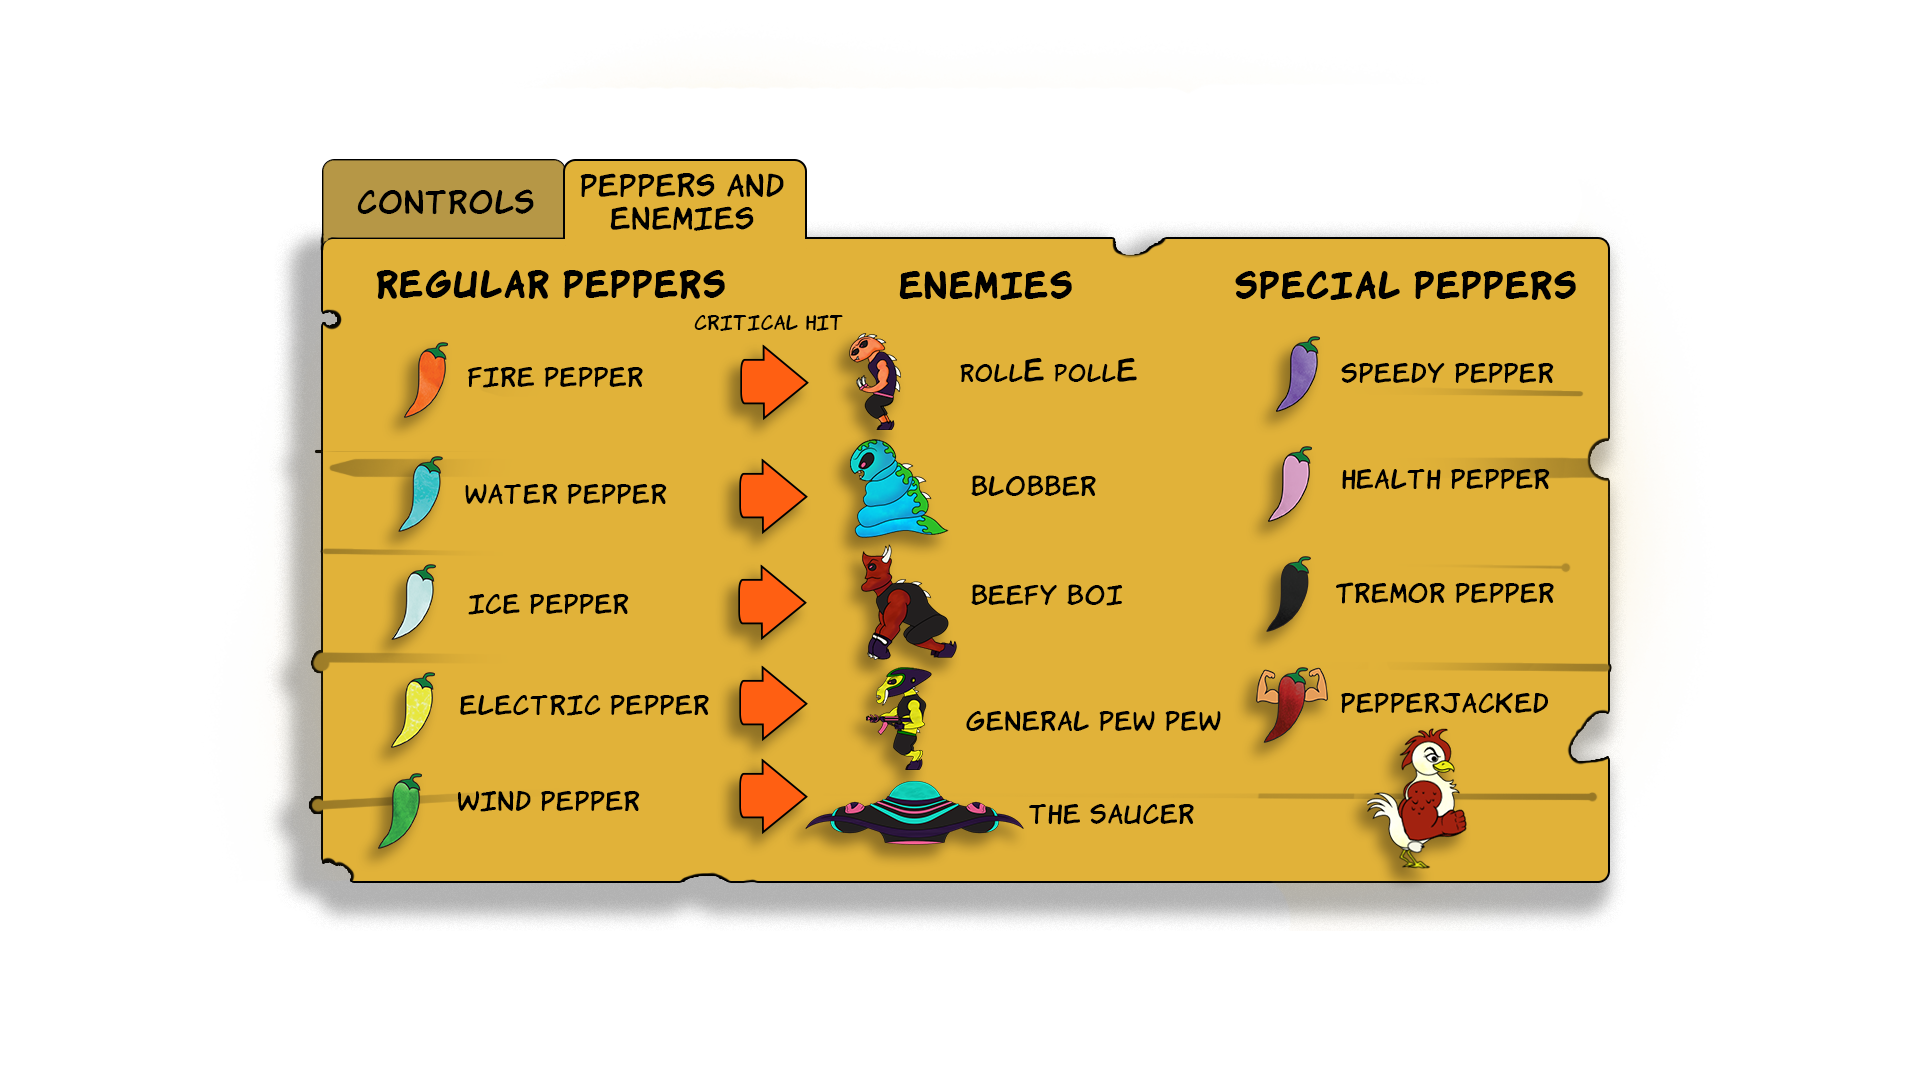 CONTROLS
PEPPERS AND
ENEMIES
REGULAR PEPPERS
ENEMIES
SPECIAL PEPPERS
CRITICAL HIT
FIRE PEPPER
ROLLE POLLE
SPEEDY PEPPER
WATER PEPPER
BLOBBER
HEALTH PEPPER
ICE PEPPER
BEEFY BOI
TREMOR PEPPER
ELECTRIC PEPPER
GENERAL PEW PEW
PEPPERJACKED
WIND PEPPER
THE SAUCER